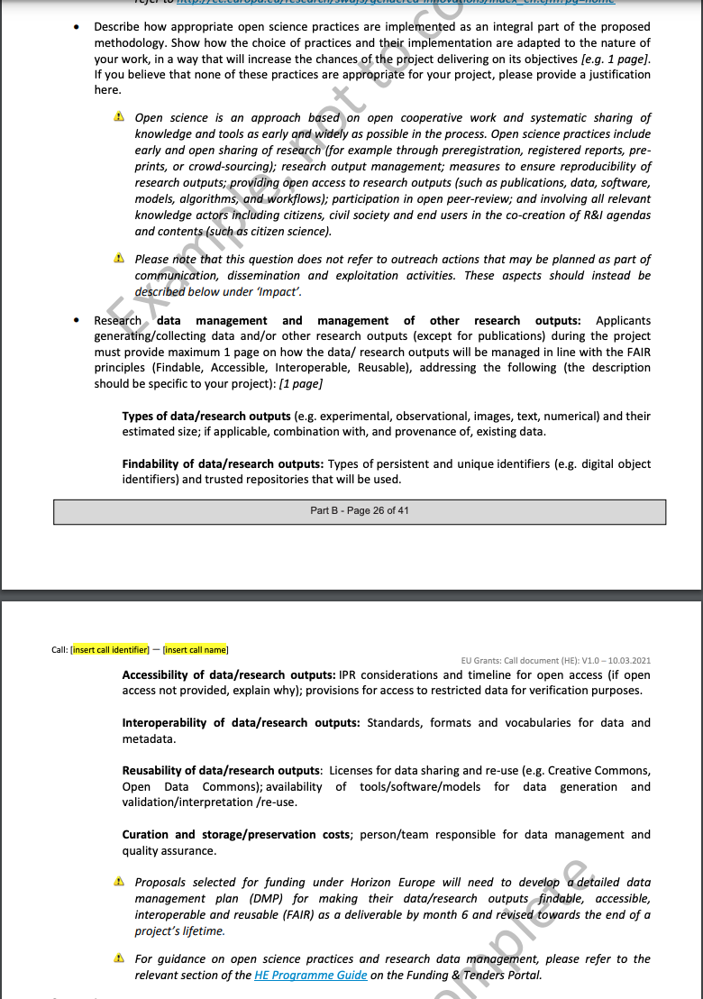 refer to http://ec.europa.eu/research/swafs/gendered-innovations/index_en.cfm?pg=home
• Describe how appropriate open science practices are implemented as an integral part of the proposed
methodology. Show how the choice of practices and their implementation are adapted to the nature of
your work, in a way that will increase the chances of the project delivering on its objectives [e.g. 1 page].
If you believe that none of these practices are appropriate for your project, please provide a justification
here.
Open science is an approach based on open cooperative work and systematic sharing of
knowledge and tools as early and widely as possible in the process. Open science practices include
early and open sharing of research (for example through preregistration, registered reports, pre-
prints, or crowd-sourcing); research output management; measures to ensure reproducibility of
research outputs; providing open access to research outputs (such as publications, data, software,
models, algorithms, and workflows); participation in open peer-review; and involving all relevant
knowledge actors including citizens, civil society and end users in the co-creation of R&I agendas
and contents (such as citizen science).
Please note that this question does not refer to outreach actions that may be planned as part of
communication, dissemination and exploitation activities. These aspects should instead be
described below under ‘Impact’.
• Research data management and management of other research outputs: Applicants
generating/collecting data and/or other research outputs (except for publications) during the project
must provide maximum 1 page on how the data/ research outputs will be managed in line with the FAIR
principles (Findable, Accessible, Interoperable, Reusable), addressing the following (the description
should be specific to your project): [1 page]
Types of data/research outputs (e.g. experimental, observational, images, text, numerical) and their
estimated size; if applicable, combination with, and provenance of, existing data.
Findability of data/research outputs: Types of persistent and unique identifiers (e.g. digital object
identifiers) and trusted repositories that will be used.
Part B - Page 26 of 41
Example, not to co
Call: [insert call identifier] — [insert call name]
EU Grants: Call document (HE): V1.0 – 10.03.2021
Accessibility of data/research outputs: IPR considerations and timeline for open access (if open
access not provided, explain why); provisions for access to restricted data for verification purposes.
Interoperability of data/research outputs: Standards, formats and vocabularies for data and
metadata.
Reusability of data/research outputs: Licenses for data sharing and re-use (e.g. Creative Commons,
Open Data Commons); availability of tools/software/models for data generation and
validation/interpretation /re-use.
Curation and storage/preservation costs; person/team responsible for data management and
quality assurance.
Proposals selected for funding under Horizon Europe will need to develop a detailed data
management plan (DMP) for making their data/research outputs findable, accessible,
interoperable and reusable (FAIR) as a deliverable by month 6 and revised towards the end of a
project’s lifetime.
For guidance on open science practices and research data management, please refer to the
relevant section of the HE Programme Guide on the Funding & Tenders Portal.
omplete